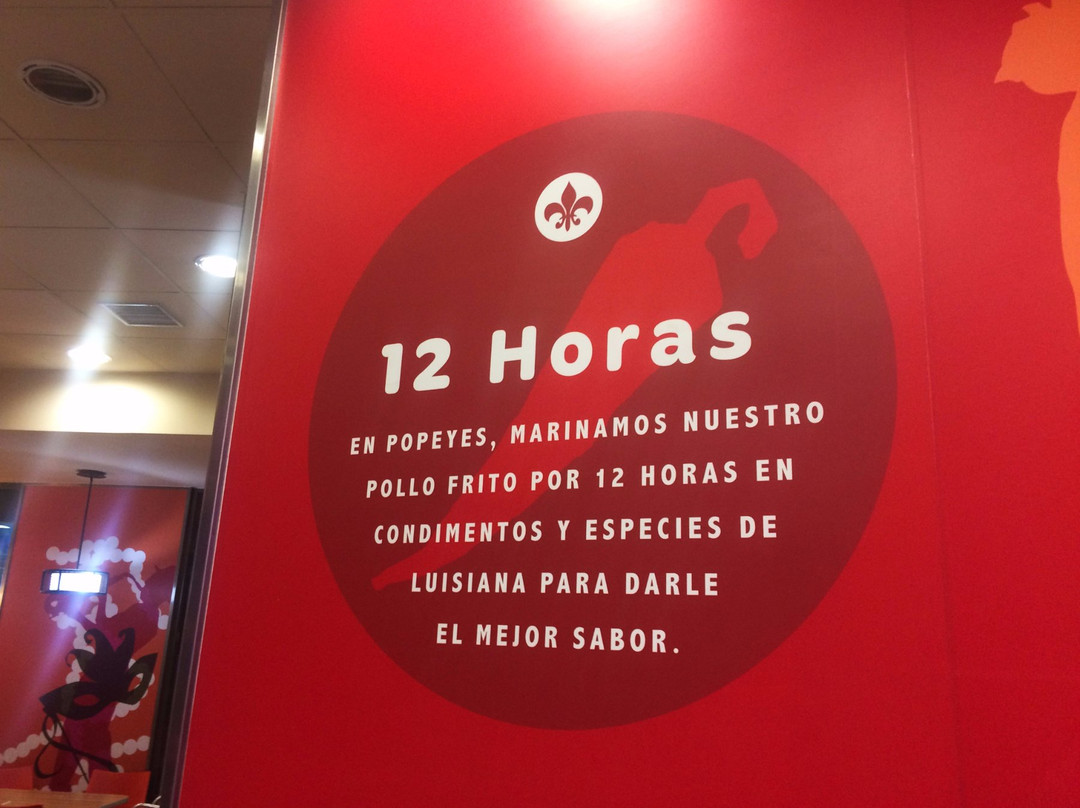 12 Horas
EN POPEYES, MARINAMOS NUESTRO
POLLO FRITO POR 12 HORAS EN
CONDIMENTOS Y ESPECIES DE
LUISIANA PARA DARLE
EL MEJOR SABOR.